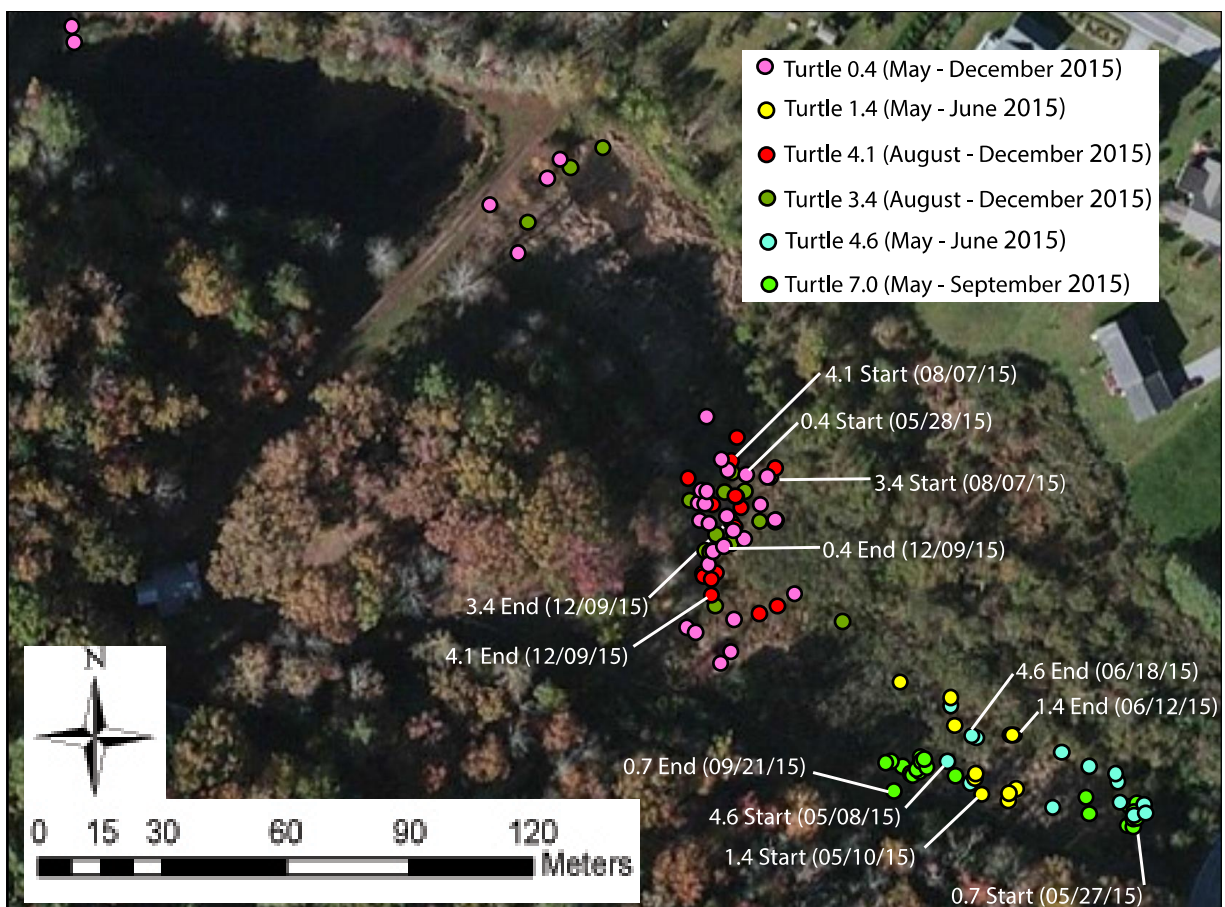 Turtle 0.4 (May - December 2015)
Turtle 1.4 (May - June 2015)
Turtle 4.1 (August - December 2015)
Turtle 3.4 (August - December 2015)
Turtle 4.6 (May - June 2015)
Turtle 7.0 (May - September 2015)
4.1 Start (08/07/15)
0.4 Start (05/28/15)
3.4 Start (08/07/15)
0.4 End (12/09/15)
3.4 End (12/09/15)
4.1 End (12/09/15)
4.6 End (06/18/15)
1.4 End (06/12/15)
0.7 End (09/21/15)
4.6 Start (05/08/15)
1.4 Start (05/10/15)
0.7 Start (05/27/15)
N
0 15 30 60 90 120
Meters